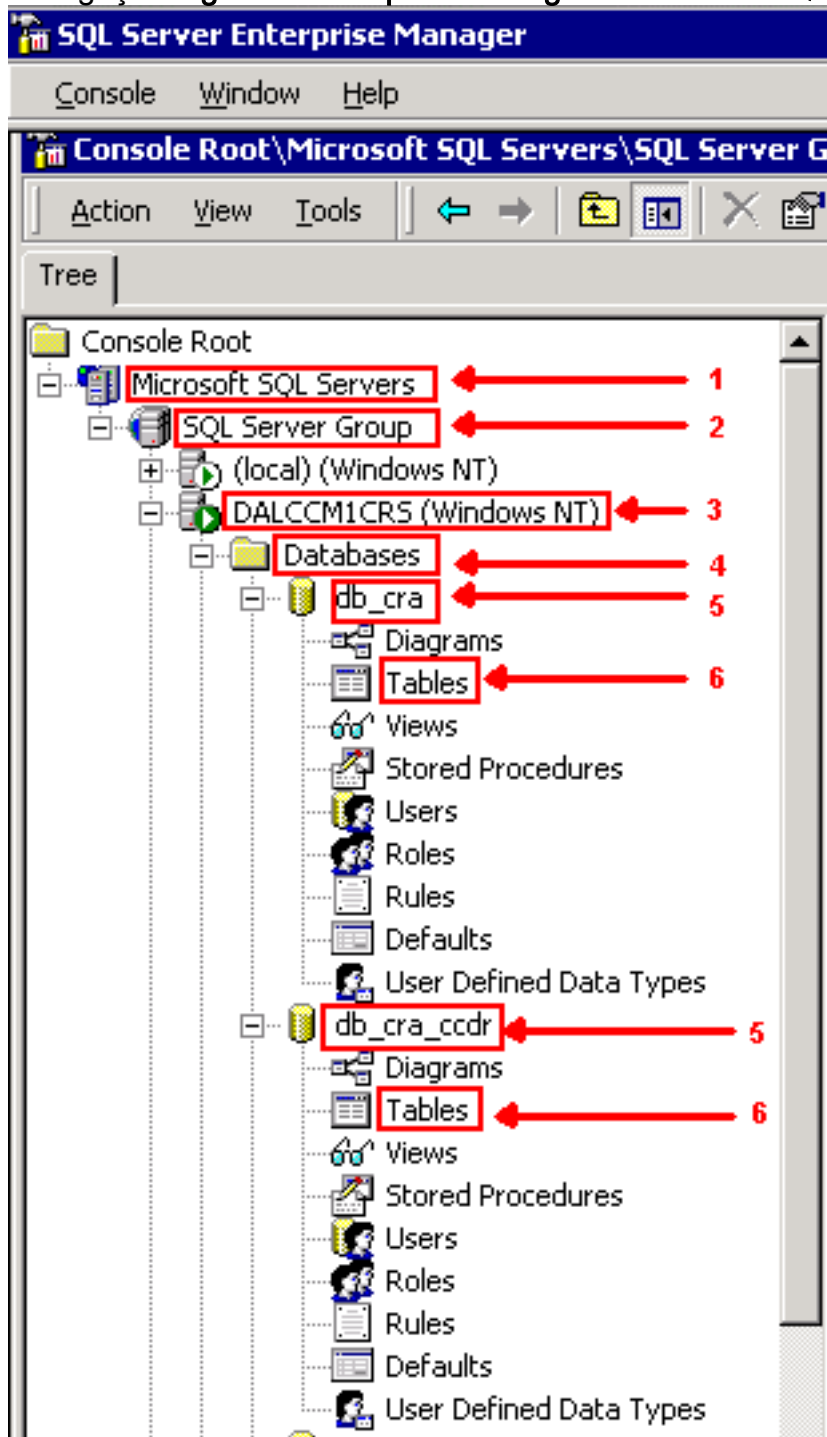 SQL Server Enterprise Manager
Console Window Help
Console Root\Microsoft SQL Servers\SQL Server G
Action View Tools
Tree
Console Root
Microsoft SQL Servers 1
SQL Server Group 2
(local) (Windows NT)
DALCCM1CRS (Windows NT) 3
Databases 4
db_cra 5
Diagrams
Tables 6
Views
Stored Procedures
Users
Roles
Rules
Defaults
User Defined Data Types
db_cra_ccdr 5
Diagrams
Tables 6
Views
Stored Procedures
Users
Roles
Rules
Defaults
User Defined Data Types